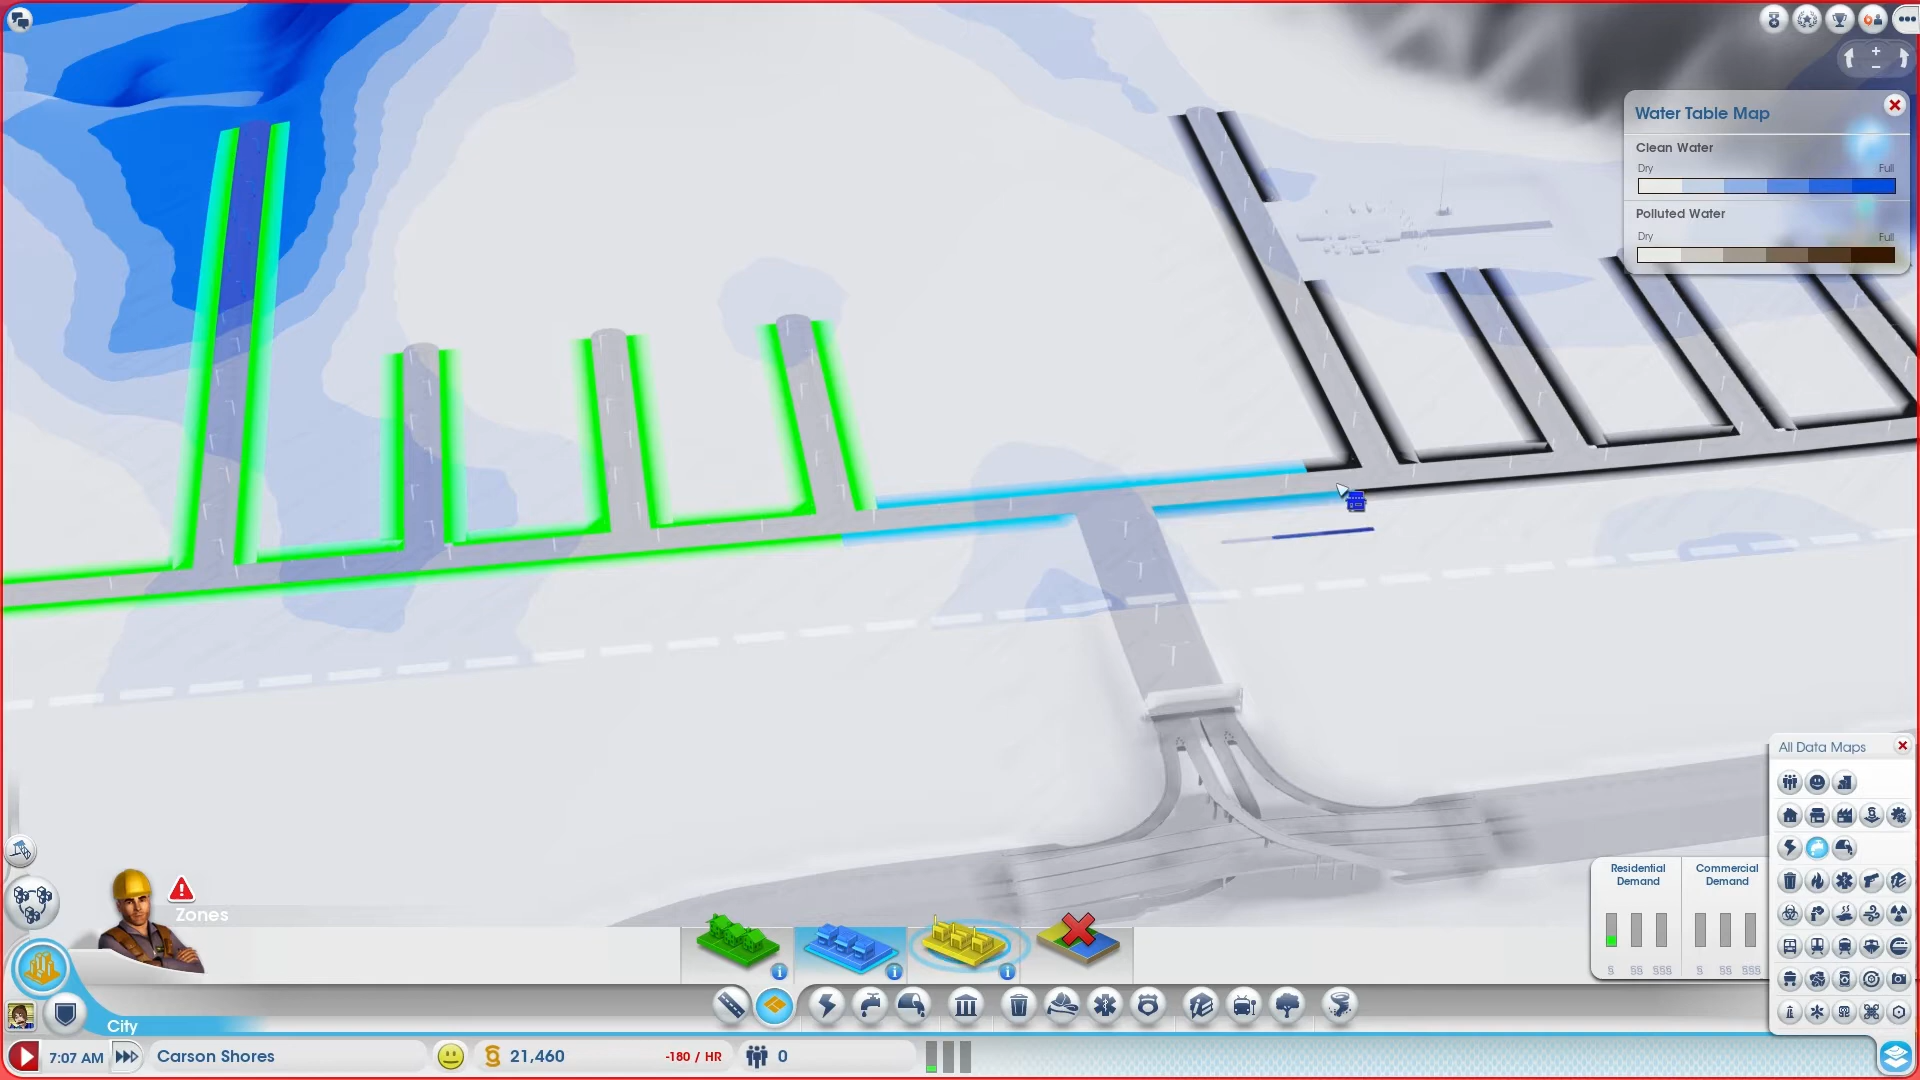 Water Table Map
Clean Water
Dry Full
Polluted Water
Dry Full
All Data Maps
Residential Demand
Commercial Demand
§ §§ §§§ § §§ §§§
Zones
City
7:07 AM
Carson Shores
21,460
-180 / HR
0